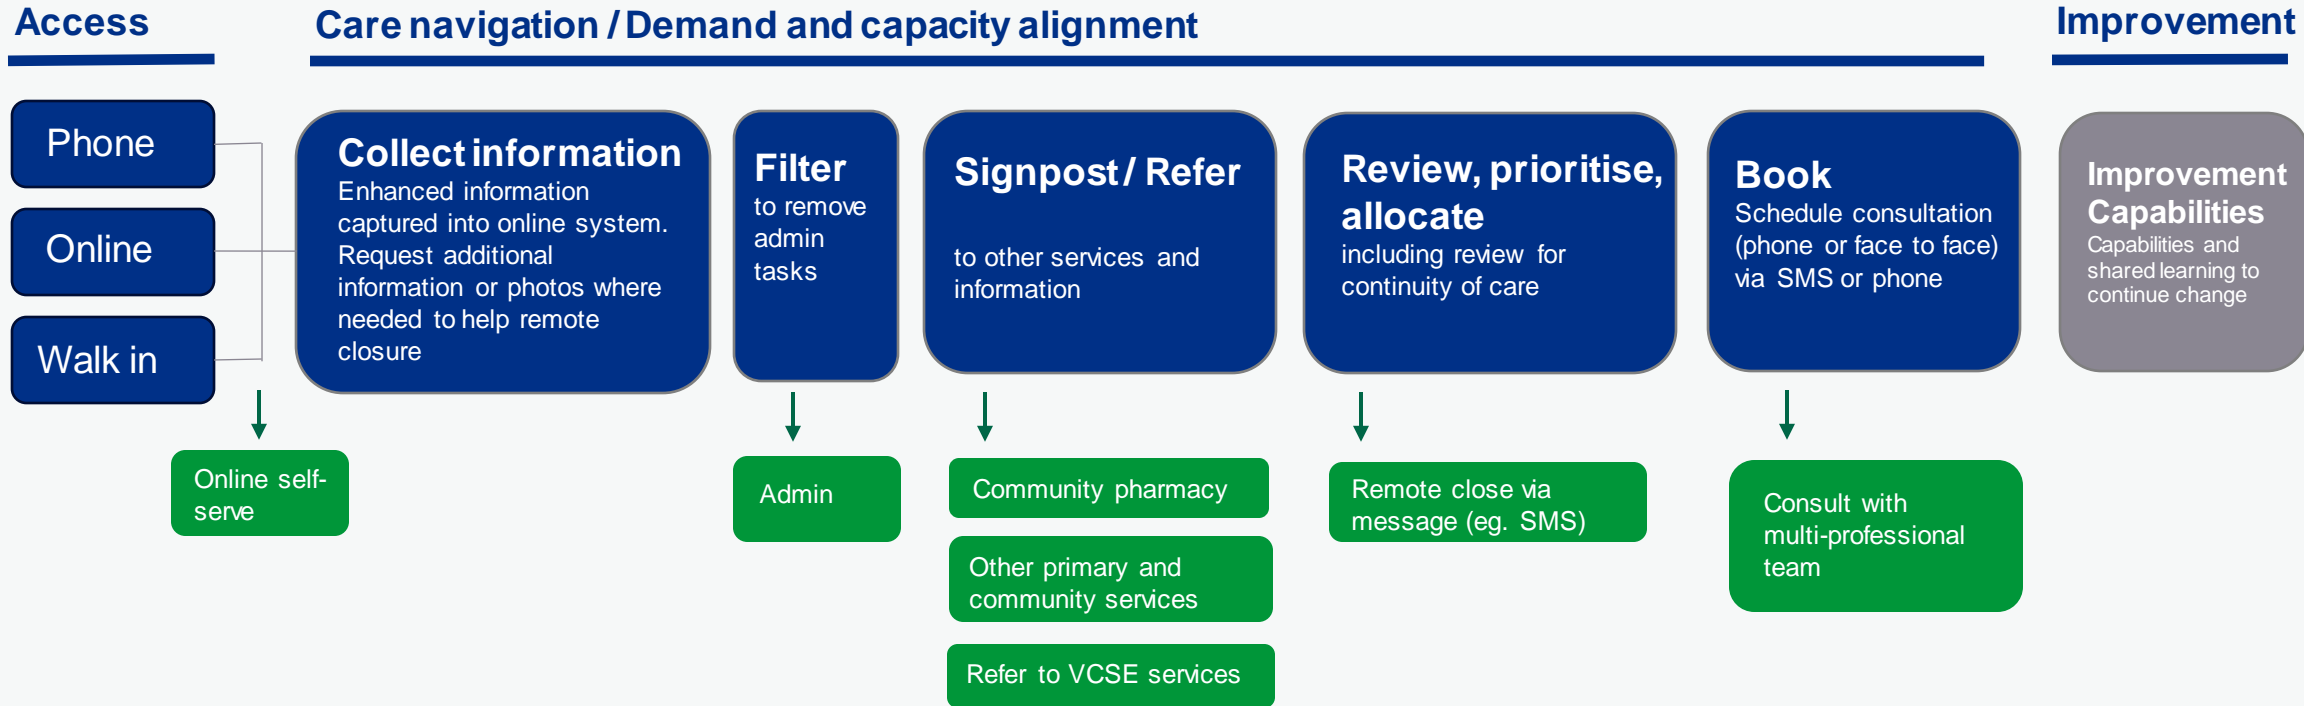 Access
Care navigation / Demand and capacity alignment
Improvement
Phone
Online
Walk in
Collect information
Enhanced information
captured into online system.
Request additional
information or photos where
needed to help remote
closure
Filter
to remove
admin
tasks
Signpost / Refer
to other services and
information
Review, prioritise,
allocate
including review for
continuity of care
Book
Schedule consultation
(phone or face to face)
via SMS or phone
Improvement
Capabilities
Capabilities and
shared learning to
continue change
Online self-
serve
Admin
Community pharmacy
Other primary and
community services
Refer to VCSE services
Remote close via
message (eg. SMS)
Consult with
multi-professional
team